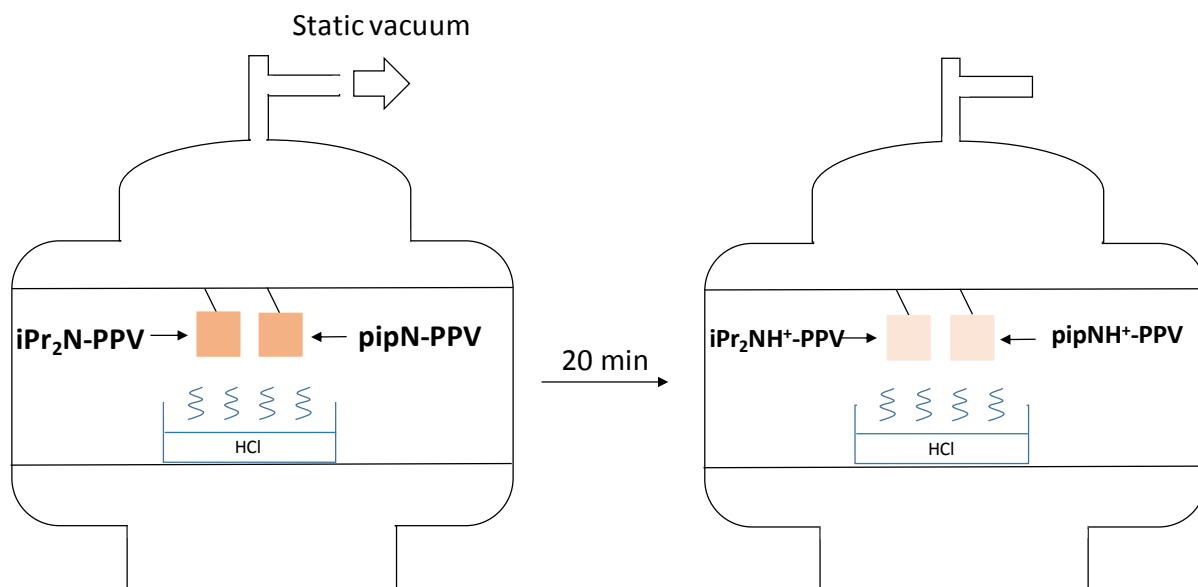 Static vacuum
iPr₂N-PPV
pipN-PPV
HCl
20 min
iPr₂NH⁺-PPV
pipNH⁺-PPV
HCl